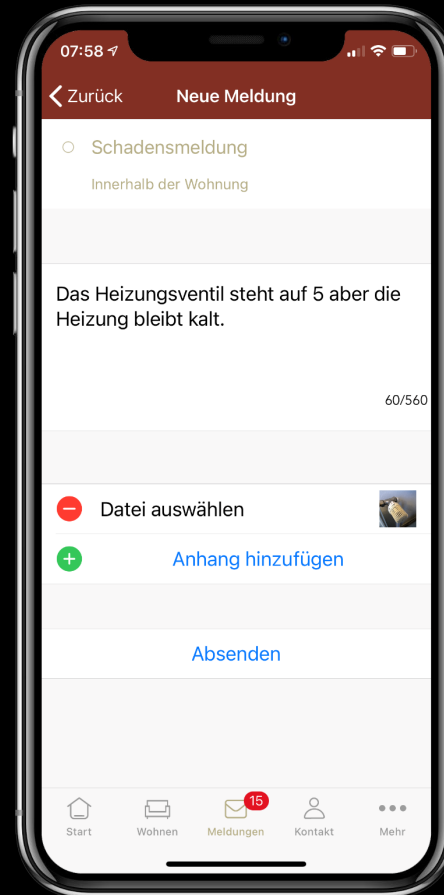 07:58
Zurück Neue Meldung
Schadensmeldung
Innerhalb der Wohnung
Das Heizungsventil steht auf 5 aber die
Heizung bleibt kalt.
60/560
Datei auswählen
Anhang hinzufügen
Absenden
15
Start Wohnen Meldungen Kontakt Mehr